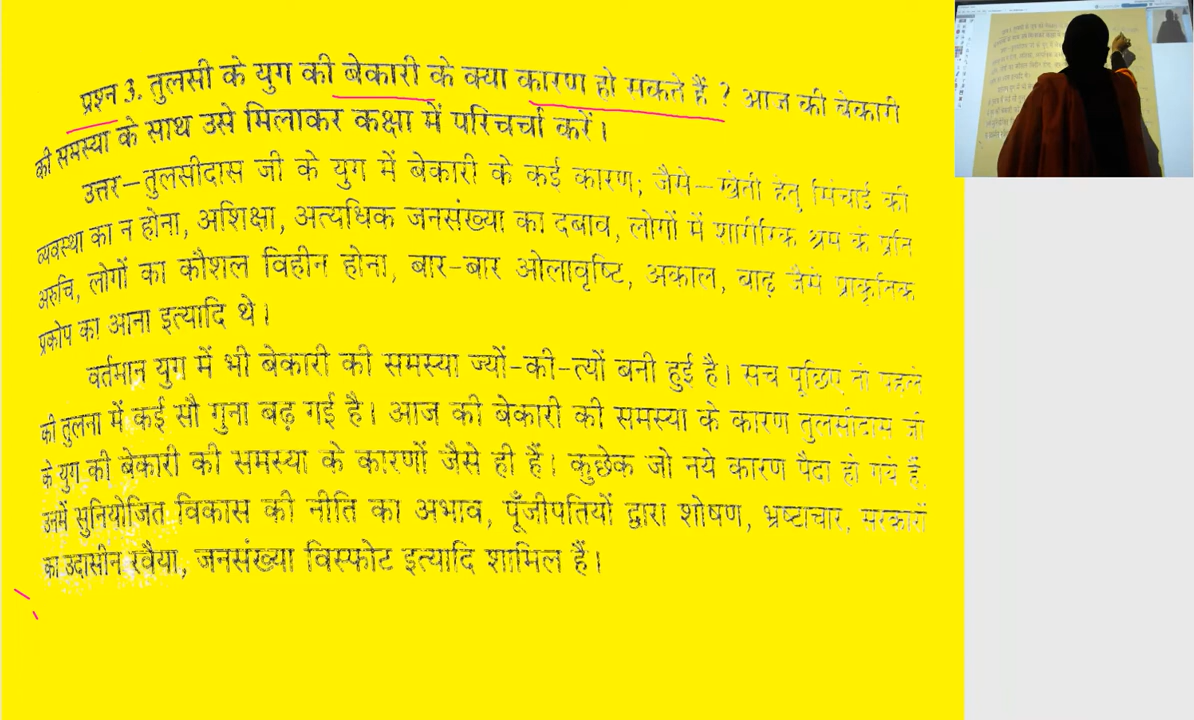 प्रश्न 3. तुलसी के युग की बेकारी के क्या कारण हो सकते हैं ? आज की बेकारी
की समस्या के साथ उसे मिलाकर कक्षा में परिचर्चा करें।
उत्तर–तुलसीदास जी के युग में बेकारी के कई कारण; जैसे–खेती हेतु सिंचाई की
व्यवस्था का न होना, अशिक्षा, अत्यधिक जनसंख्या का दबाव, लोगों में शारीरिक श्रम के प्रति
अरुचि, लोगों का कौशल विहीन होना, बार-बार ओलावृष्टि, अकाल, बाढ़ जैसे प्राकृतिक
प्रकोप का आना इत्यादि थे।
वर्तमान युग में भी बेकारी की समस्या ज्यों-की-त्यों बनी हुई है। सच पूछिए तो पहले
की तुलना में कई सौ गुना बढ़ गई है। आज की बेकारी की समस्या के कारण तुलसीदास जी
के युग की बेकारी की समस्या के कारणों जैसे ही हैं। कुछेक जो नये कारण पैदा हो गये हैं,
उनमें सुनियोजित विकास की नीति का अभाव, पूँजीपतियों द्वारा शोषण, भ्रष्टाचार, सरकारों
का उदासीन रवैया, जनसंख्या विस्फोट इत्यादि शामिल हैं।